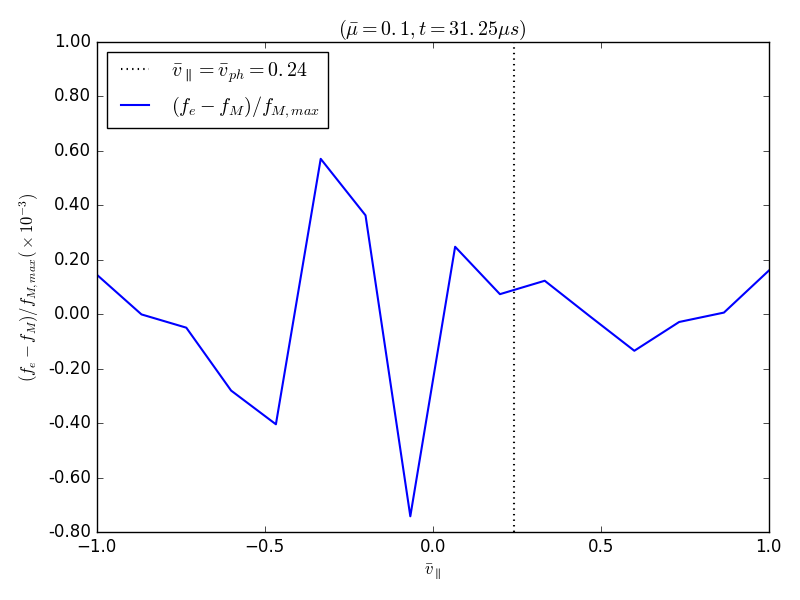 (μ̄ = 0.1, t = 31.25μs)
v̄∥ = v̄ph = 0.24
(fe − fM)/fM,max
1.00
0.80
0.60
0.40
0.20
0.00
-0.20
-0.40
-0.60
-0.80
(fe − fM)/fM,max(×10⁻³)
−1.0 −0.5 0.0 0.5 1.0
v̄∥